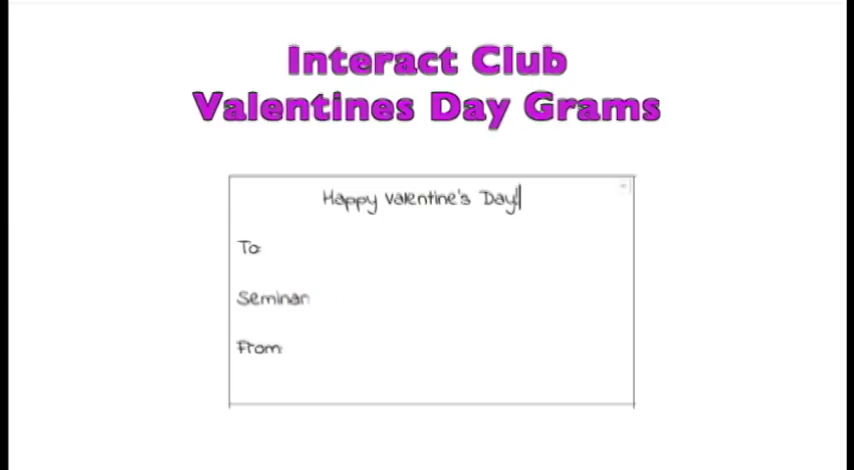 Interact Club
Valentines Day Grams
Happy Valentine's Day!
To:
Seminar:
From: